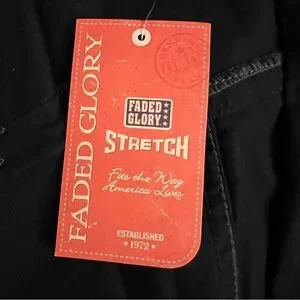 FADED GLORY
FADED
GLORY
STRETCH
Fits the Way
America Lives
ESTABLISHED
* 1972 *